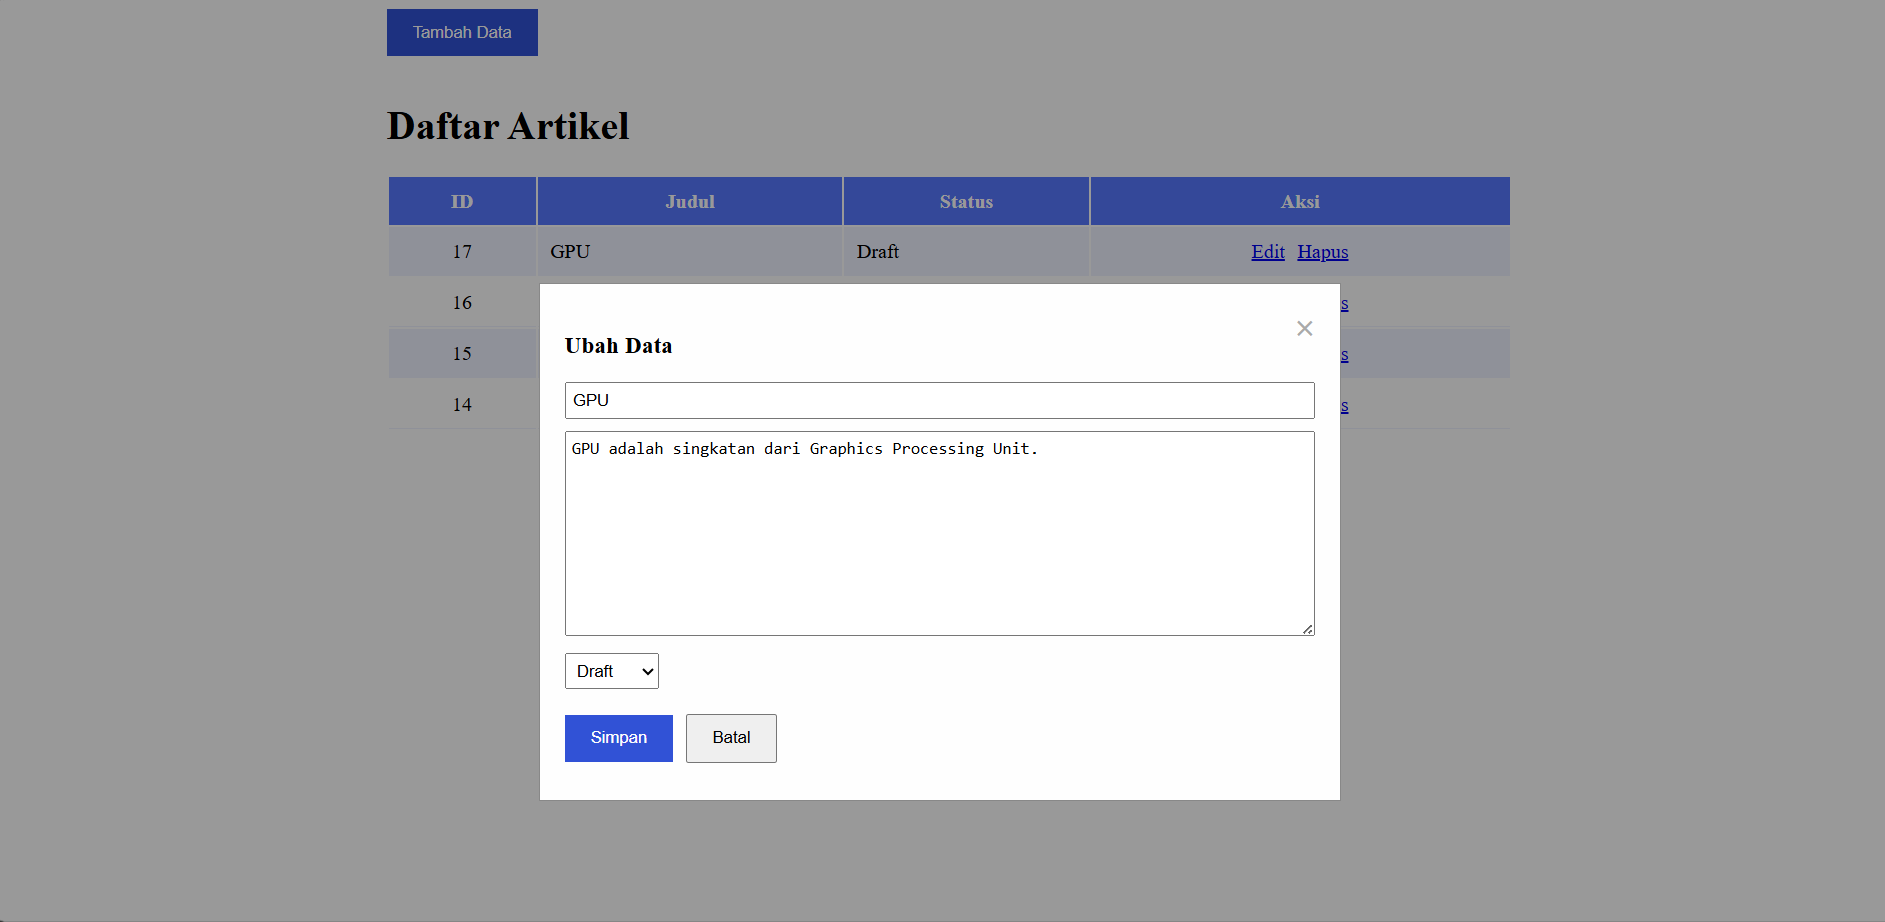 Tambah Data
Daftar Artikel
ID Judul Status Aksi
17 GPU Draft Edit Hapus
16 s
15 s
14 s
×
Ubah Data
GPU
GPU adalah singkatan dari Graphics Processing Unit.
Draft
Simpan Batal